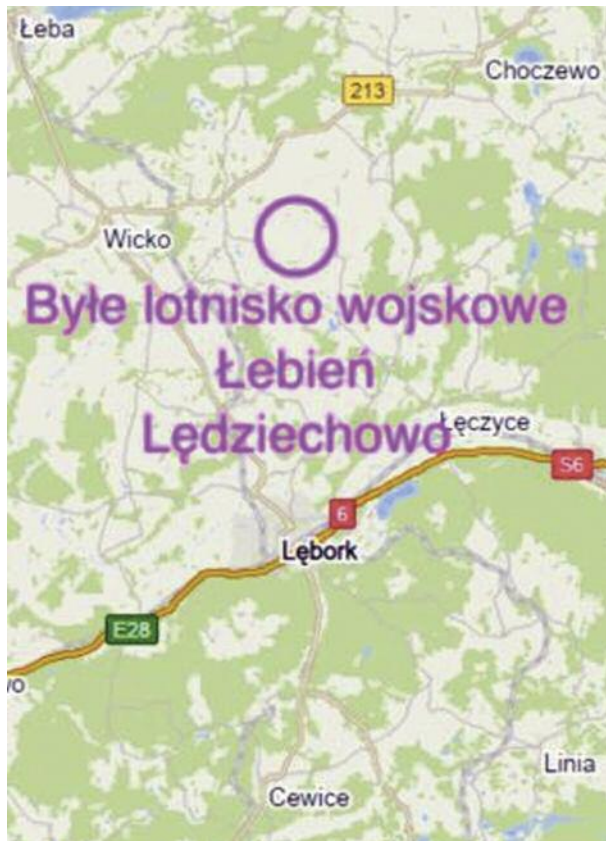 Łeba
Choczewo
213
Wicko
Byłe lotnisko wojskowe
Łebień
Lędziechowo
Łęczyce
S6
6
Lębork
E28
wo
Linia
Cewice